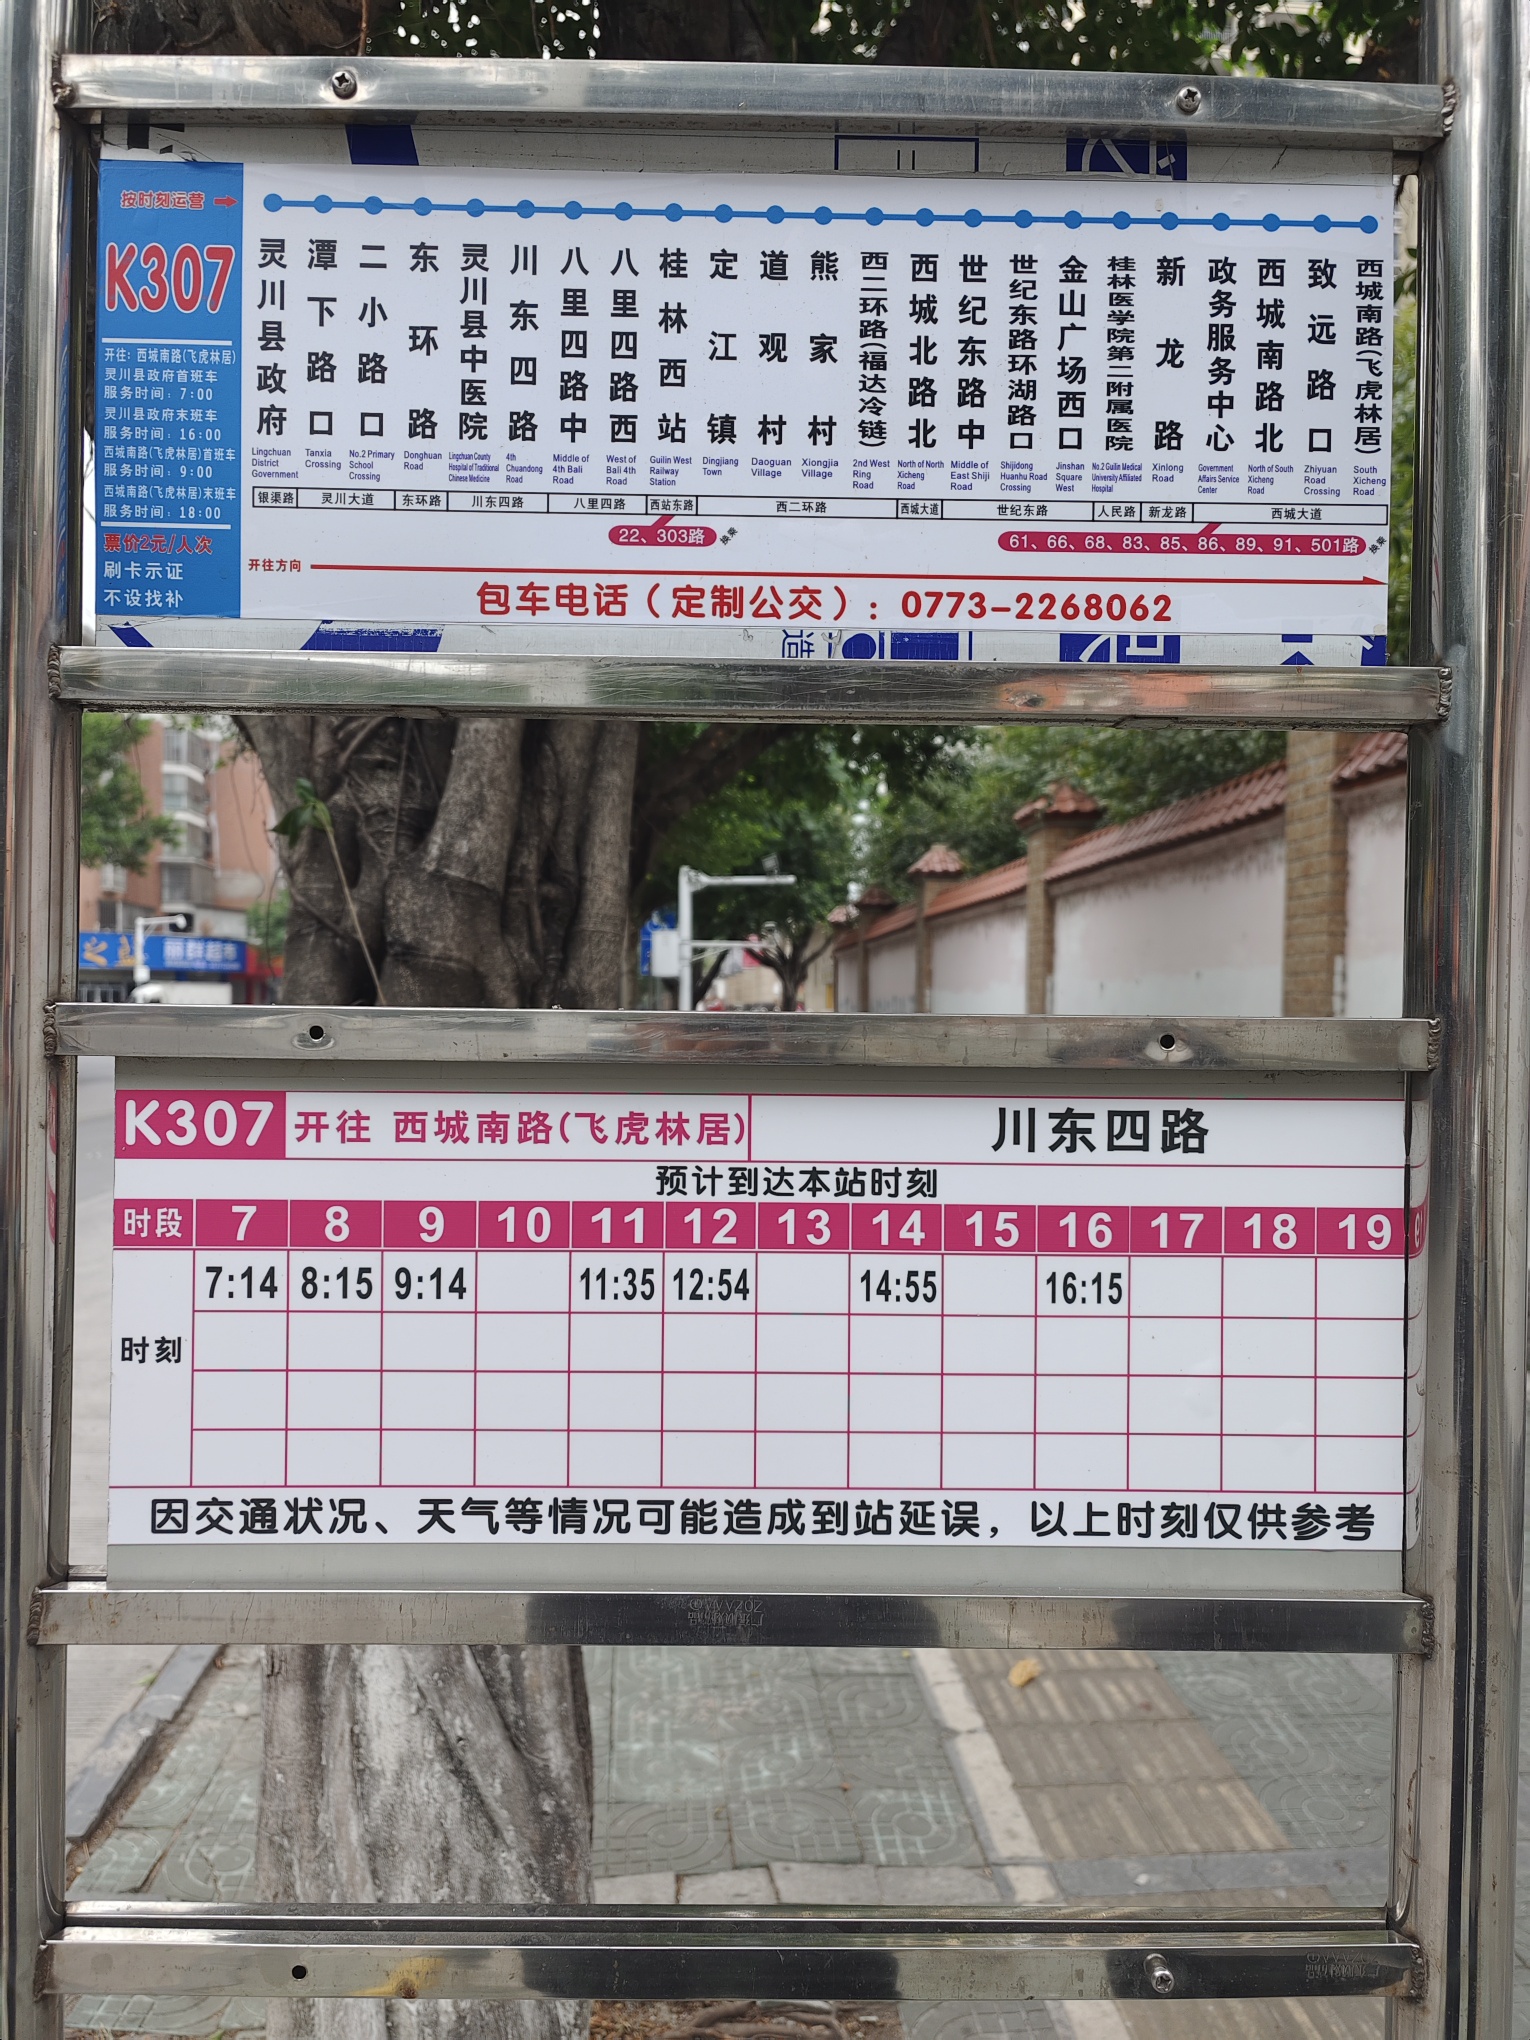 按时刻运营
K307
开往：西城南路(飞虎林居)
灵川县政府首班车
服务时间：7:00
灵川县政府末班车
服务时间：16:00
西城南路(飞虎林居)首班车
服务时间：9:00
西城南路(飞虎林居)末班车
服务时间：18:00
票价2元/人次
刷卡示证
不设找补
灵川县政府
潭下路口
二小路口
东环路
灵川县中医院
川东四路
八里四路中
八里四路西
桂林西站
定江镇
道观村
熊家村
西二环路(福达冷链)
西城北路北
世纪东路中
世纪东路环湖路口
金山广场西口
桂林医学院第二附属医院
新龙路
政务服务中心
西城南路北
致远路口
西城南路(飞虎林居)
Lingchuan District Government
Tanxia Crossing
No.2 Primary School Crossing
Donghuan Road
Lingchuan County Hospital of Traditional Chinese Medicine
4th Chuandong Road
Middle of 4th Bali Road
West of Bali 4th Road
Guilin West Railway Station
Dingjiang Town
Daoguan Village
Xiongjia Village
2nd West Ring Road
North of North Xicheng Road
Middle of East Shiji Road
Shijidong Huanhu Road Crossing
Jinshan Square West
No.2 Guilin Medical University Affiliated Hospital
Xinlong Road
Government Affairs Service Center
North of South Xicheng Road
Zhiyuan Road Crossing
South Xicheng Road
银渠路 灵川大道 东环路 川东四路 八里四路 西站东路 西二环路 西城大道 世纪东路 人民路 新龙路 西城大道
22、303路 换乘
61、66、68、83、85、86、89、91、501路 换乘
开往方向
包车电话（定制公交）：0773-2268062
丽群超市
K307 开往 西城南路(飞虎林居) 川东四路
预计到达本站时刻
时段 7 8 9 10 11 12 13 14 15 16 17 18 19
7:14 8:15 9:14 11:35 12:54 14:55 16:15
时刻
因交通状况、天气等情况可能造成到站延误，以上时刻仅供参考